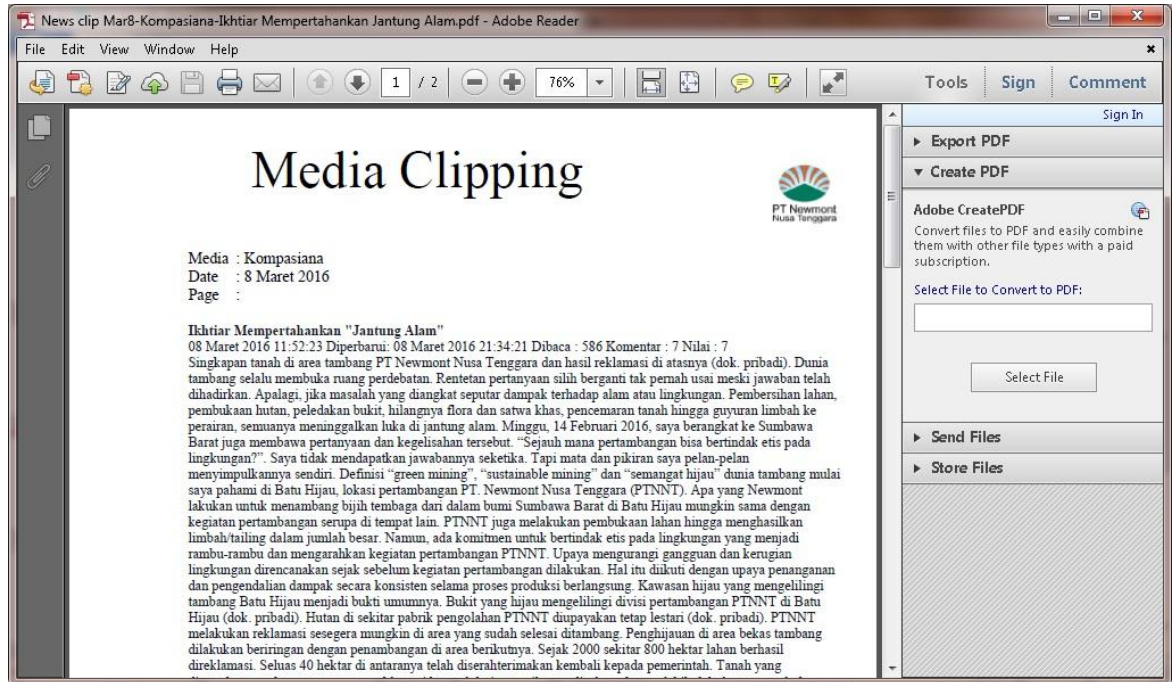 News clip Mar8-Kompasiana-Ikhtiar Mempertahankan Jantung Alam.pdf - Adobe Reader
File Edit View Window Help
1 / 2 76% Tools Sign Comment
Sign In
Export PDF
Create PDF
Adobe CreatePDF
Convert files to PDF and easily combine
them with other file types with a paid
subscription.
Select File to Convert to PDF:
Select File
Send Files
Store Files
Media Clipping
PT Newmont
Nusa Tenggara
Media : Kompasiana
Date : 8 Maret 2016
Page :
Ikhtiar Mempertahankan "Jantung Alam"
08 Maret 2016 11:52:23 Diperbarui: 08 Maret 2016 21:34:21 Dibaca : 586 Komentar : 7 Nilai : 7
Singkapan tanah di area tambang PT Newmont Nusa Tenggara dan hasil reklamasi di atasnya (dok. pribadi). Dunia
tambang selalu membuka ruang perdebatan. Rentetan pertanyaan silih berganti tak pernah usai meski jawaban telah
dihadirkan. Apalagi, jika masalah yang diangkat seputar dampak terhadap alam atau lingkungan. Pembersihan lahan,
pembukaan hutan, peledakan bukit, hilangnya flora dan satwa khas, pencemaran tanah hingga guyuran limbah ke
perairan, semuanya meninggalkan luka di jantung alam. Minggu, 14 Februari 2016, saya berangkat ke Sumbawa
Barat juga membawa pertanyaan dan kegelisahan tersebut. “Sejauh mana pertambangan bisa bertindak etis pada
lingkungan?”. Saya tidak mendapatkan jawabannya seketika. Tapi mata dan pikiran saya pelan-pelan
menyimpulkannya sendiri. Definisi “green mining”, “sustainable mining” dan “semangat hijau” dunia tambang mulai
saya pahami di Batu Hijau, lokasi pertambangan PT. Newmont Nusa Tenggara (PTNNT). Apa yang Newmont
lakukan untuk menambang bijih tembaga dari dalam bumi Sumbawa Barat di Batu Hijau mungkin sama dengan
kegiatan pertambangan serupa di tempat lain. PTNNT juga melakukan pembukaan lahan hingga menghasilkan
limbah/tailing dalam jumlah besar. Namun, ada komitmen untuk bertindak etis pada lingkungan yang menjadi
rambu-rambu dan mengarahkan kegiatan pertambangan PTNNT. Upaya mengurangi gangguan dan kerugian
lingkungan direncanakan sejak sebelum kegiatan pertambangan dilakukan. Hal itu diikuti dengan upaya penanganan
dan pengendalian dampak secara konsisten selama proses produksi berlangsung. Kawasan hijau yang mengelilingi
tambang Batu Hijau menjadi bukti umumnya. Bukit yang hijau mengelilingi divisi pertambangan PTNNT di Batu
Hijau (dok. pribadi). Hutan di sekitar pabrik pengolahan PTNNT diupayakan tetap lestari (dok. pribadi). PTNNT
melakukan reklamasi sesegera mungkin di area yang sudah selesai ditambang. Penghijauan di area bekas tambang
dilakukan beriringan dengan penambangan di area berikutnya. Sejak 2000 sekitar 800 hektar lahan berhasil
direklamasi. Seluas 40 hektar di antaranya telah diserahterimakan kembali kepada pemerintah. Tanah yang